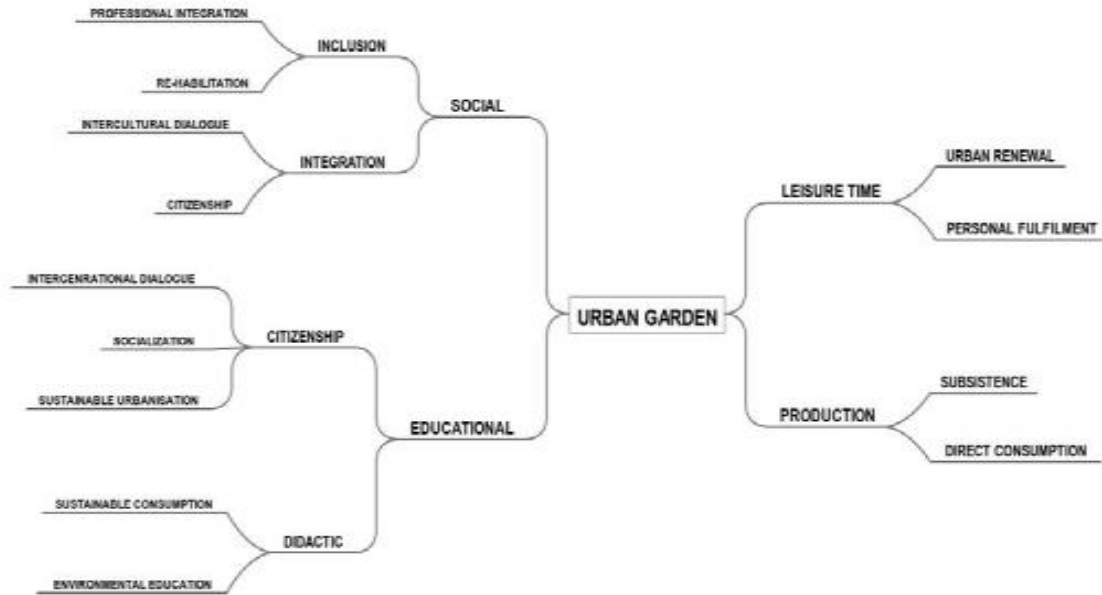 PROFESSIONAL INTEGRATION
INCLUSION
RE-HABILITATION
SOCIAL
INTERCULTURAL DIALOGUE
INTEGRATION
CITIZENSHIP
INTERGENRATIONAL DIALOGUE
CITIZENSHIP
SOCIALIZATION
SUSTAINABLE URBANISATION
EDUCATIONAL
SUSTAINABLE CONSUMPTION
DIDACTIC
ENVIRONMENTAL EDUCATION
URBAN GARDEN
URBAN RENEWAL
LEISURE TIME
PERSONAL FULFILMENT
SUBSISTENCE
PRODUCTION
DIRECT CONSUMPTION